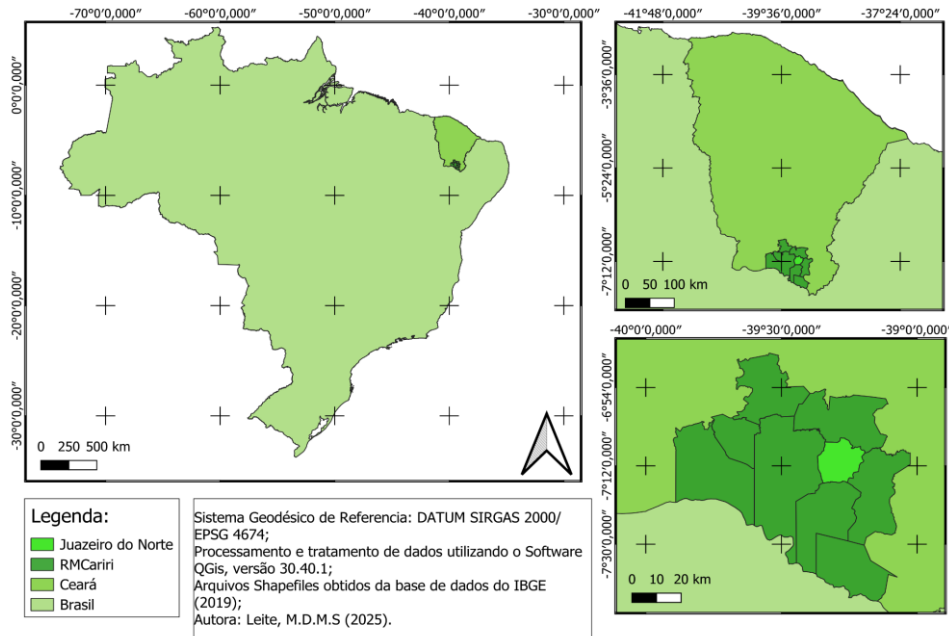 -70°0'0,000" -60°0'0,000" -50°0'0,000" -40°0'0,000" -30°0'0,000"
0°0'0,000"
-10°0'0,000"
-20°0'0,000"
-30°0'0,000"
0 250 500 km
-41°48'0,000" -39°36'0,000" -37°24'0,000"
-3°36'0,000"
-5°24'0,000"
-7°12'0,000"
0 50 100 km
-40°0'0,000" -39°30'0,000" -39°0'0,000"
-6°54'0,000"
-7°12'0,000"
-7°30'0,000"
0 10 20 km
Legenda:
Juazeiro do Norte
RMCariri
Ceará
Brasil
Sistema Geodésico de Referencia: DATUM SIRGAS 2000/
EPSG 4674;
Processamento e tratamento de dados utilizando o Software
QGis, versão 30.40.1;
Arquivos Shapefiles obtidos da base de dados do IBGE
(2019);
Autora: Leite, M.D.M.S (2025).